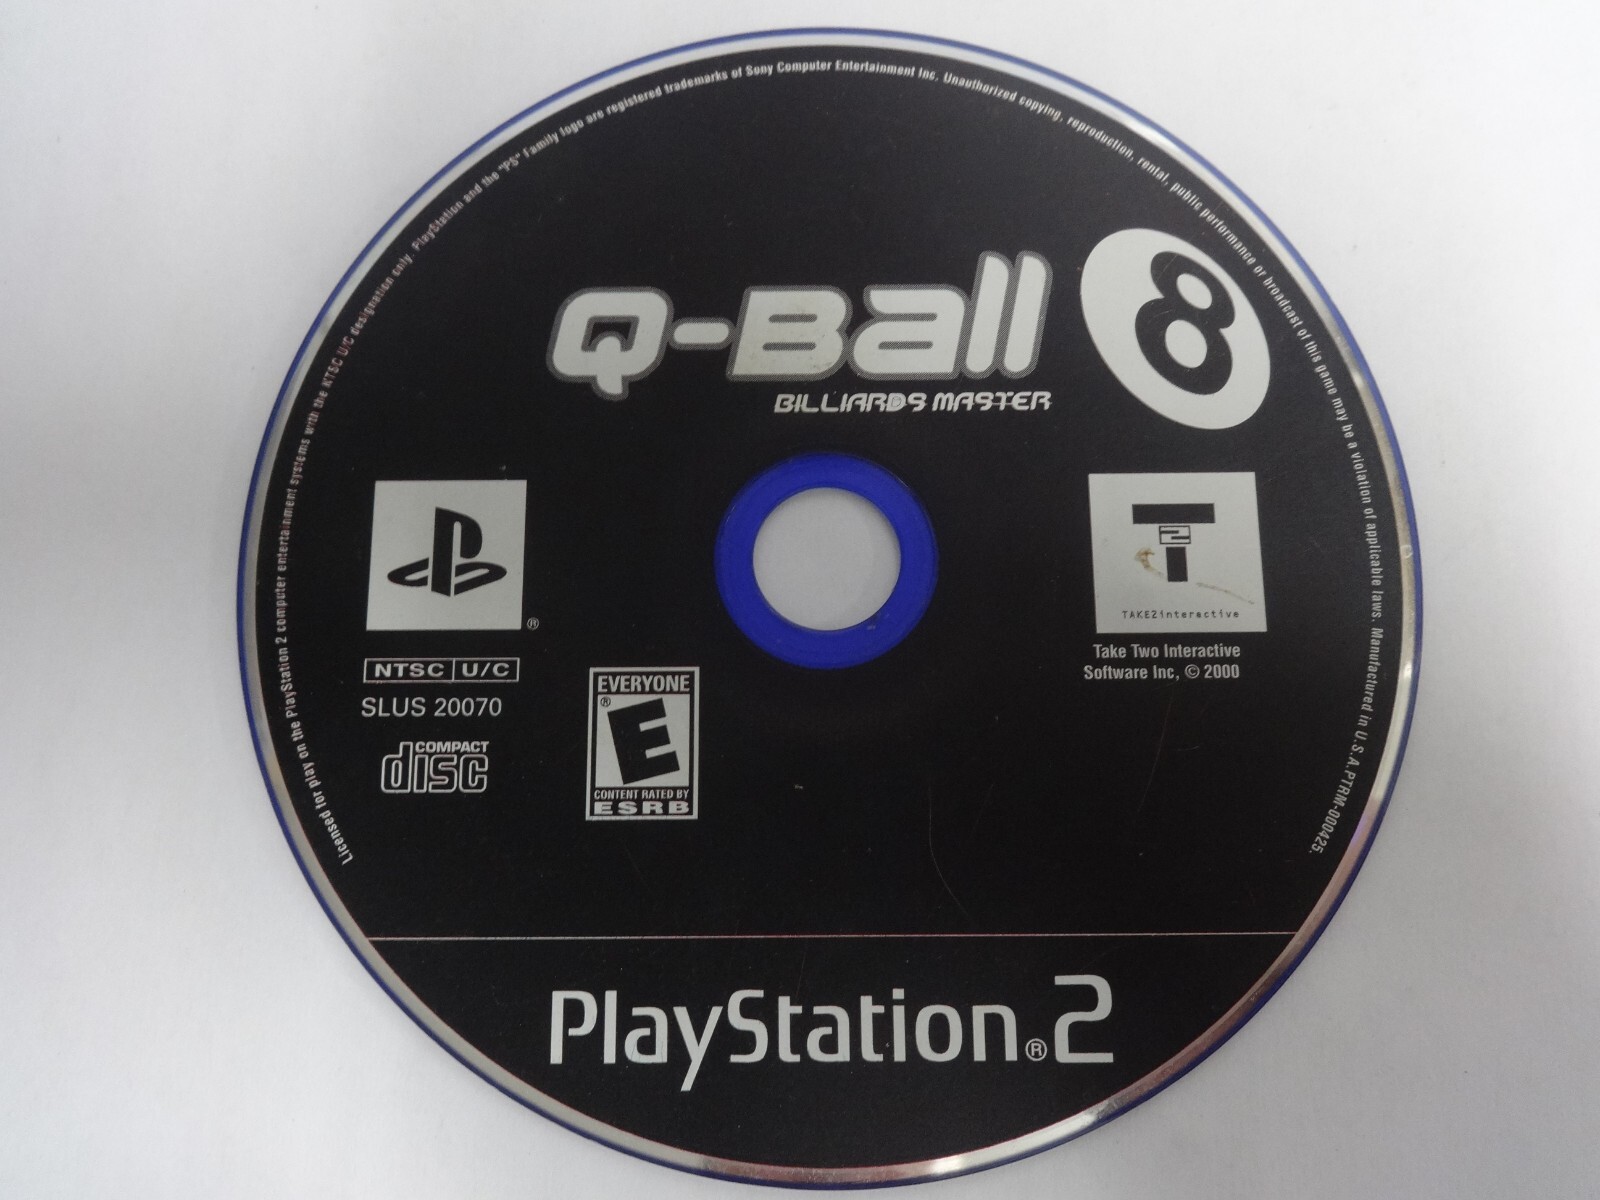 Licensed for play on the PlayStation 2 computer entertainment systems with the NTSC U/C designation only. PlayStation and the "PS" Family logo are registered trademarks of Sony Computer Entertainment Inc. Unauthorized copying, reproduction, rental, public performance or broadcast of this game may be a violation of applicable laws. Manufactured in U.S.A. PTRM-000425.
Q-Ball
8
BILLIARDS MASTER
®
T2
TAKE2interactive
Take Two Interactive
Software Inc, © 2000
NTSC U/C
SLUS 20070
COMPACT
disc
EVERYONE
E®
CONTENT RATED BY
ESRB
PlayStation®2